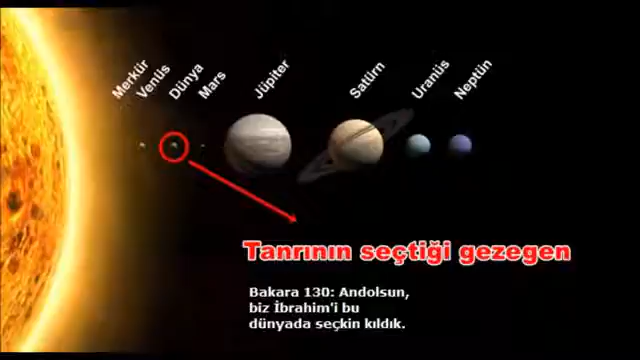 Merkür
Venüs
Dünya
Mars
Jüpiter
Satürn
Uranüs
Neptün
Tanrının seçtiği gezegen
Bakara 130: Andolsun,
biz İbrahim'i bu
dünyada seçkin kıldık.